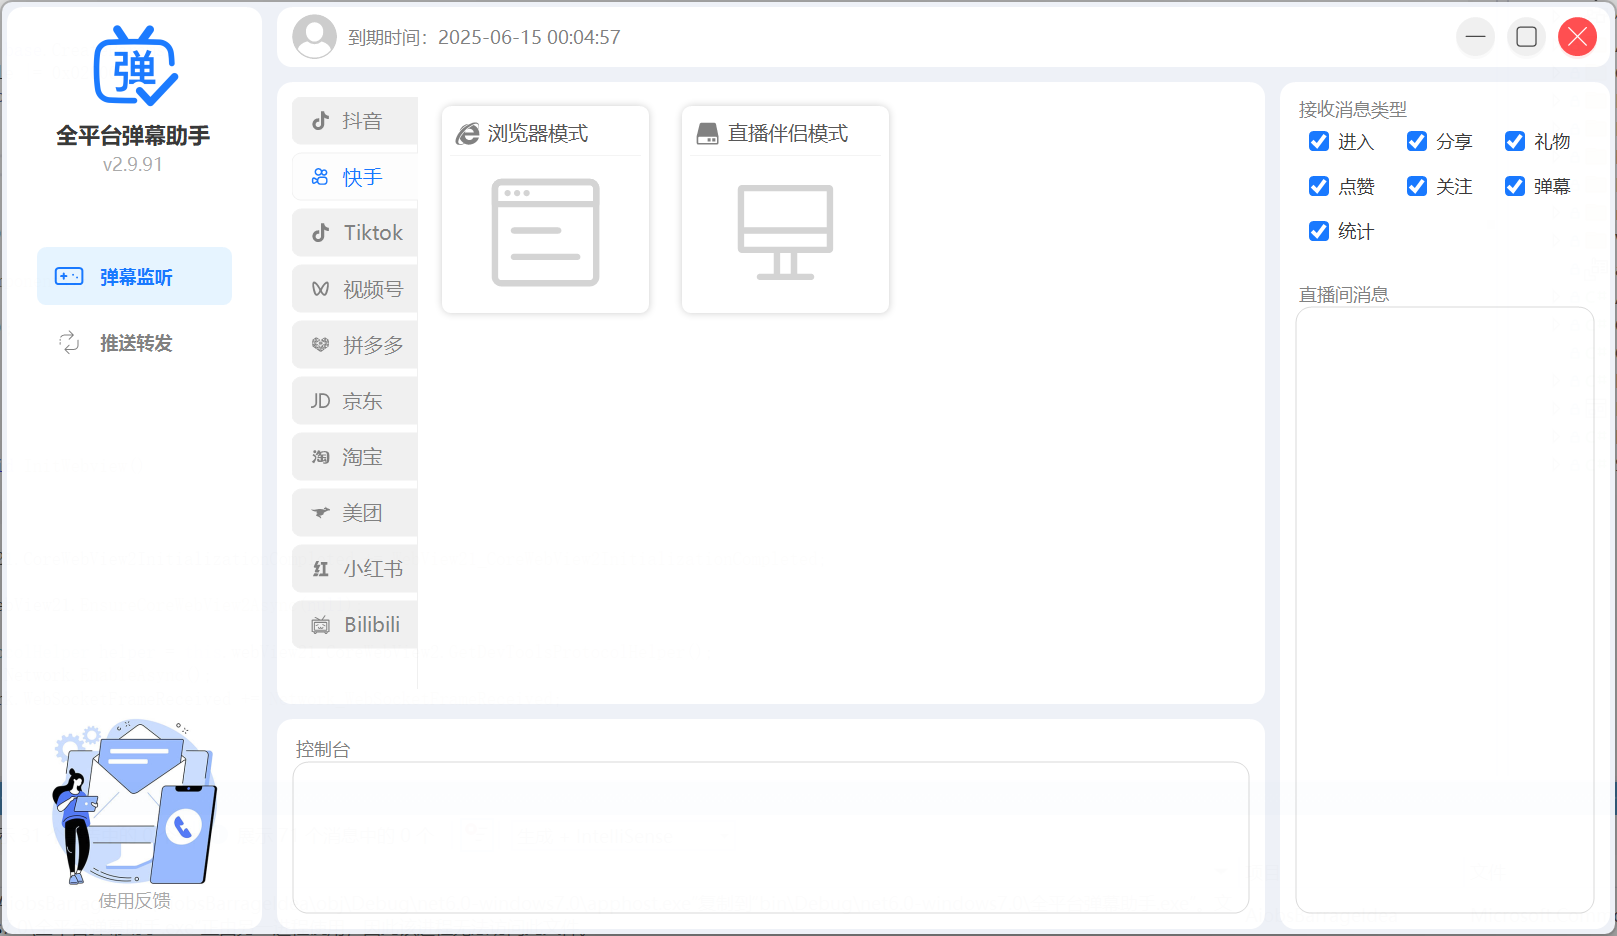 弹
全平台弹幕助手
v2.9.91
弹幕监听
推送转发
使用反馈
到期时间：2025-06-15 00:04:57
抖音
快手
Tiktok
视频号
拼多多
JD 京东
淘 淘宝
美团
红 小红书
Bilibili
浏览器模式
直播伴侣模式
控制台
接收消息类型
进入 分享 礼物
点赞 关注 弹幕
统计
直播间消息